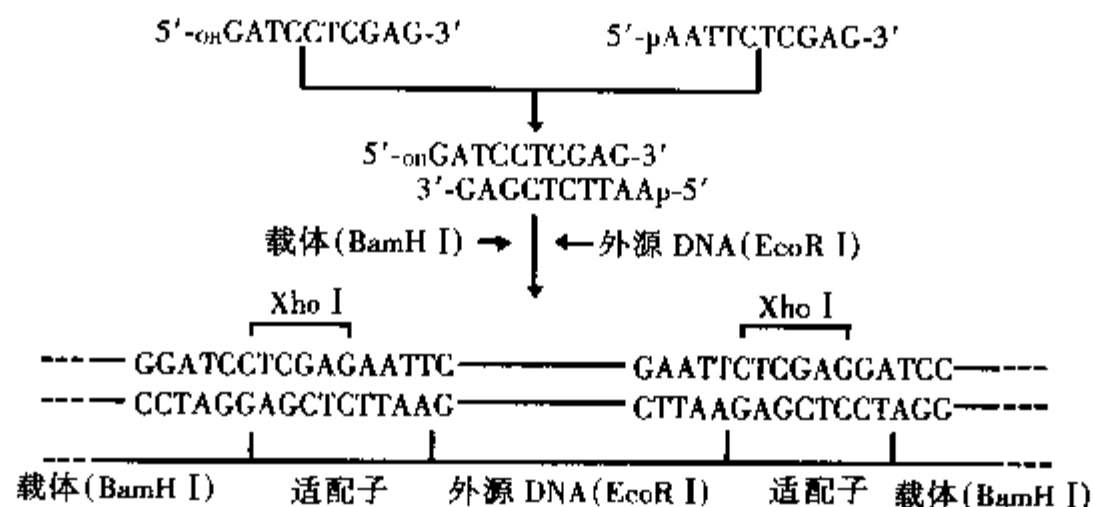 5′-OHGATCCTCGAG-3′ 5′-pAATTCTCGAG-3′
5′-OHGATCCTCGAG-3′
3′-GAGCTCTTAAp-5′
载体(BamH Ⅰ) 外源 DNA(EcoR Ⅰ)
Xho Ⅰ Xho Ⅰ
GGATCCTCGAGAATTC GAATTCTCGAGGATCC
CCTAGGAGCTCTTAAG CTTAAGAGCTCCTAGG
载体(BamH Ⅰ) 适配子 外源 DNA(EcoR Ⅰ) 适配子 载体(BamH Ⅰ)